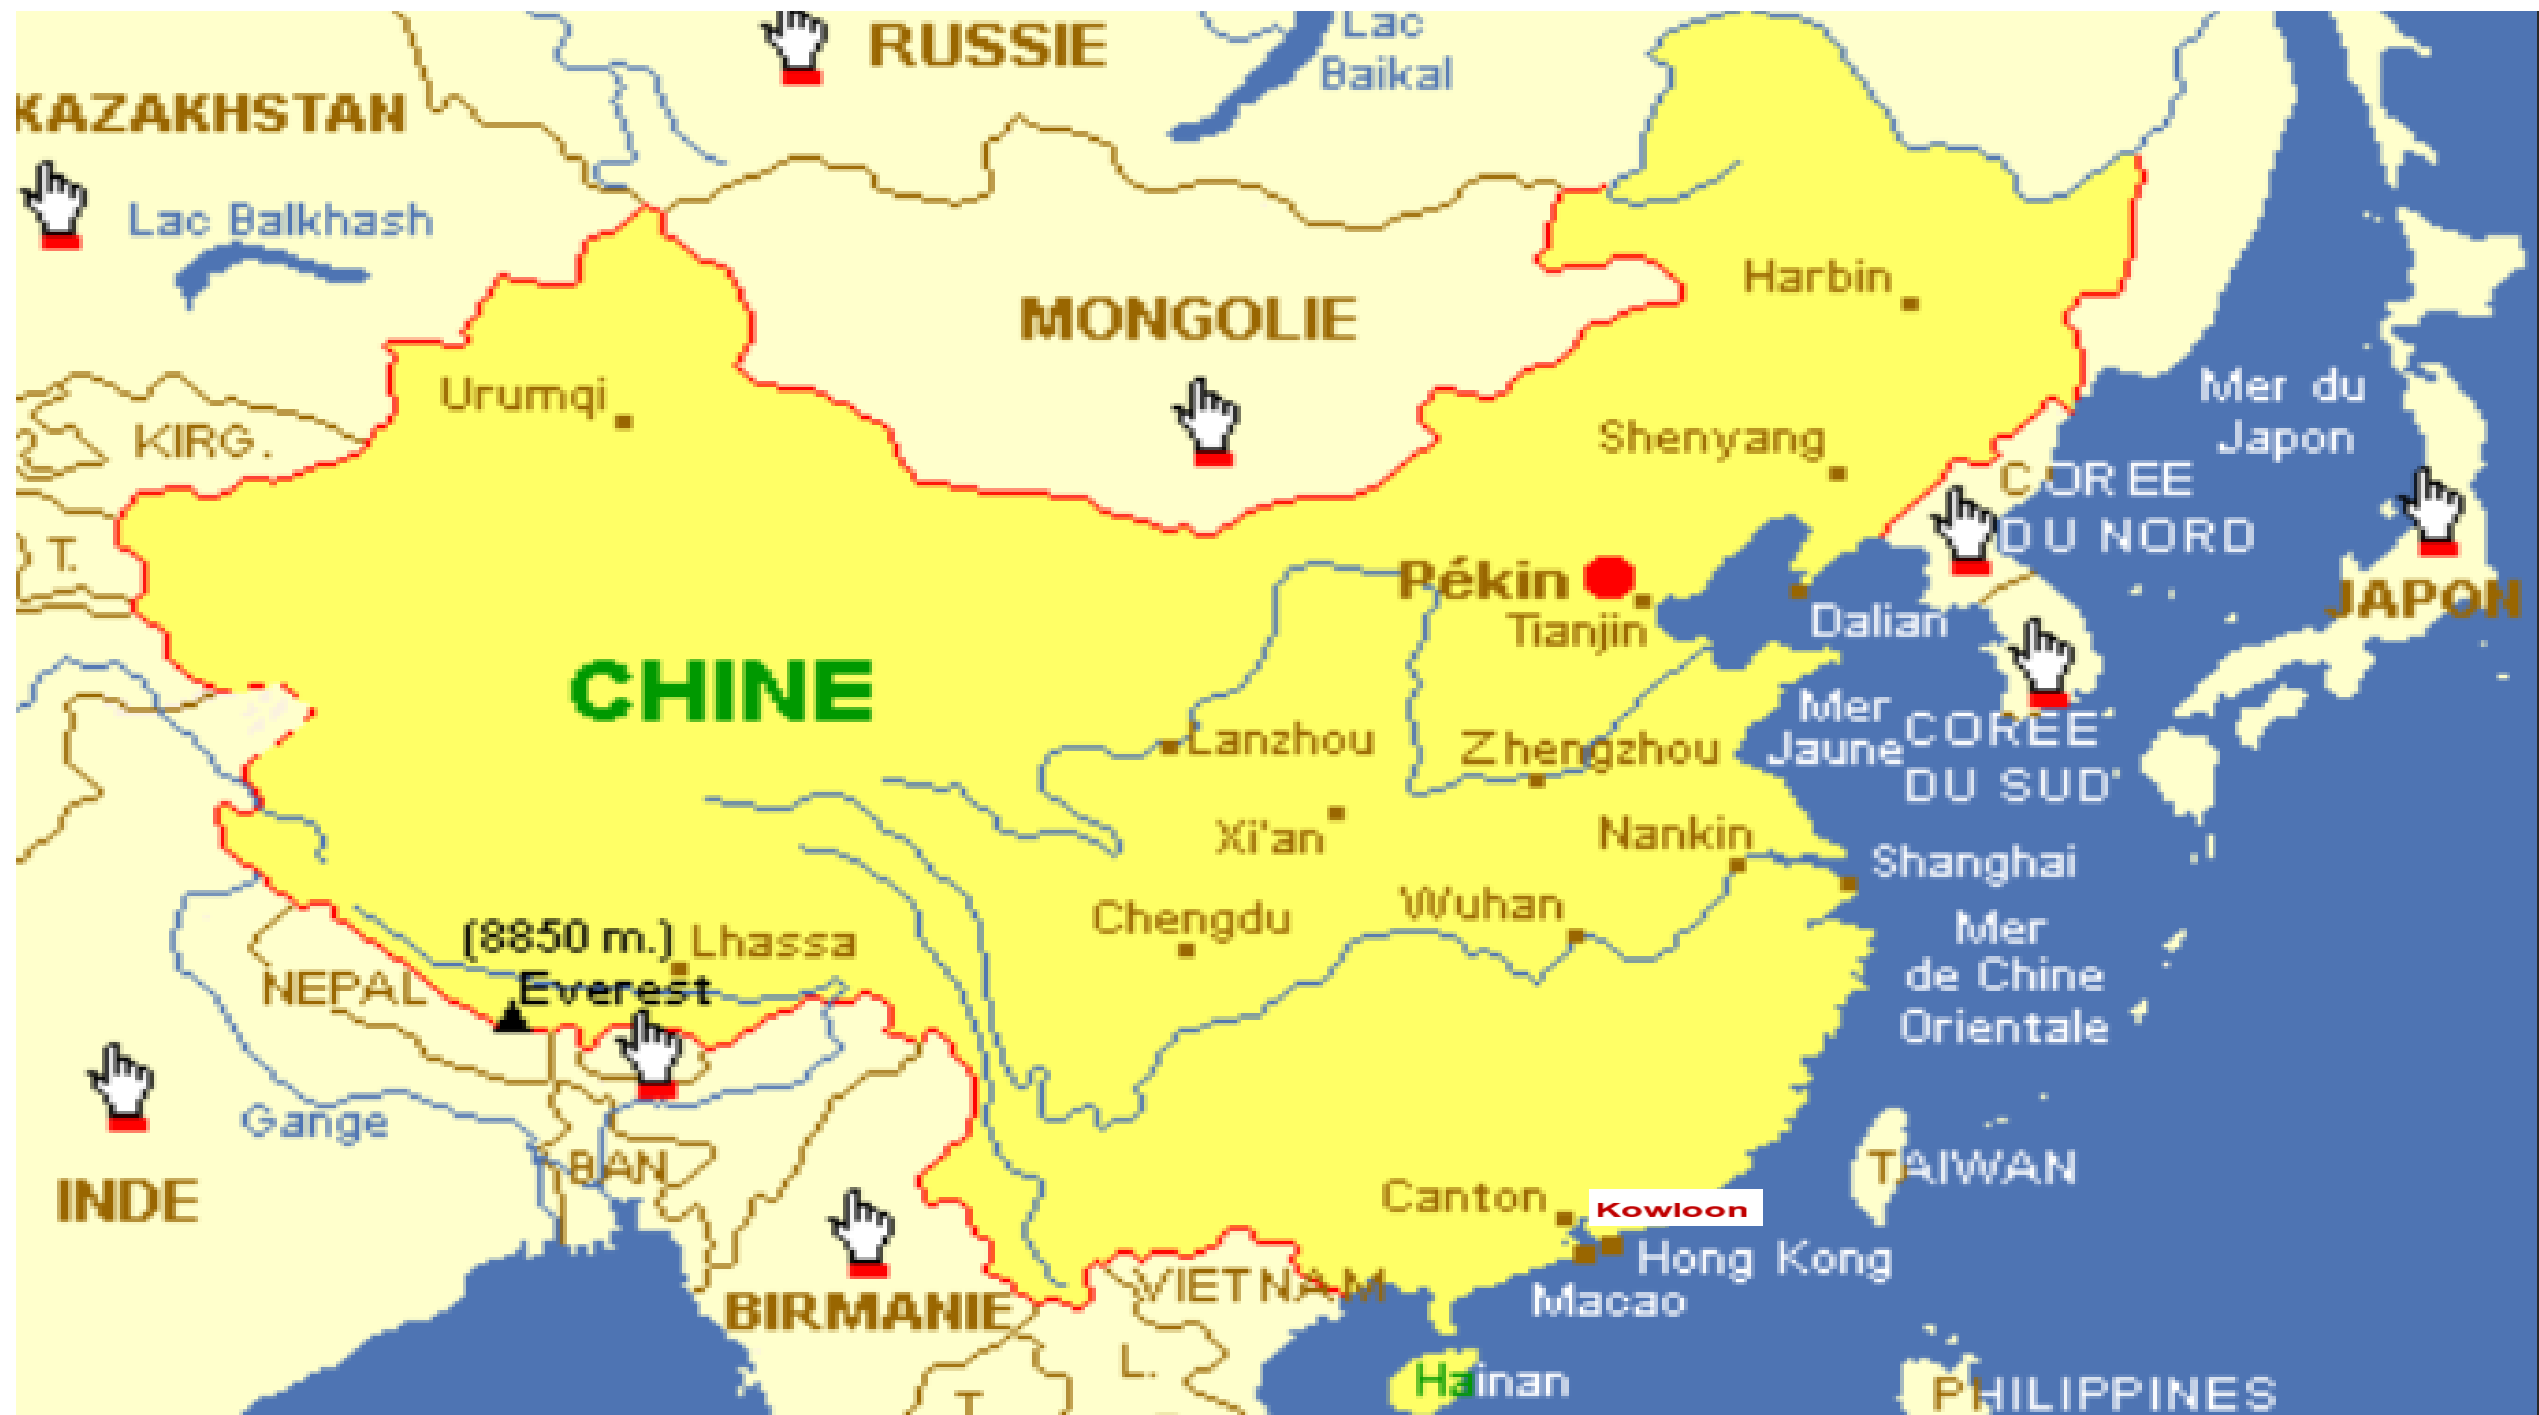 RUSSIE
Lac
Baikal
KAZAKHSTAN
Lac Balkhash
Harbin
MONGOLIE
Urumqi
Mer du
Japon
KIRG.
Shenyang
COREE
DU NORD
T.
Pékin
JAPON
Tianjin
Dalian
CHINE
Mer
Jaune
COREE
DU SUD
Lanzhou
Zhengzhou
Xi'an
Nankin
Shanghai
Chengdu
Wuhan
Mer
de Chine
Orientale
(8850 m.)
Everest
Lhassa
NEPAL
Gange
BAN
INDE
TAIWAN
Canton
Kowloon
Hong Kong
Macao
VIETNAM
BIRMANIE
L.
T
Hainan
PHILIPPINES